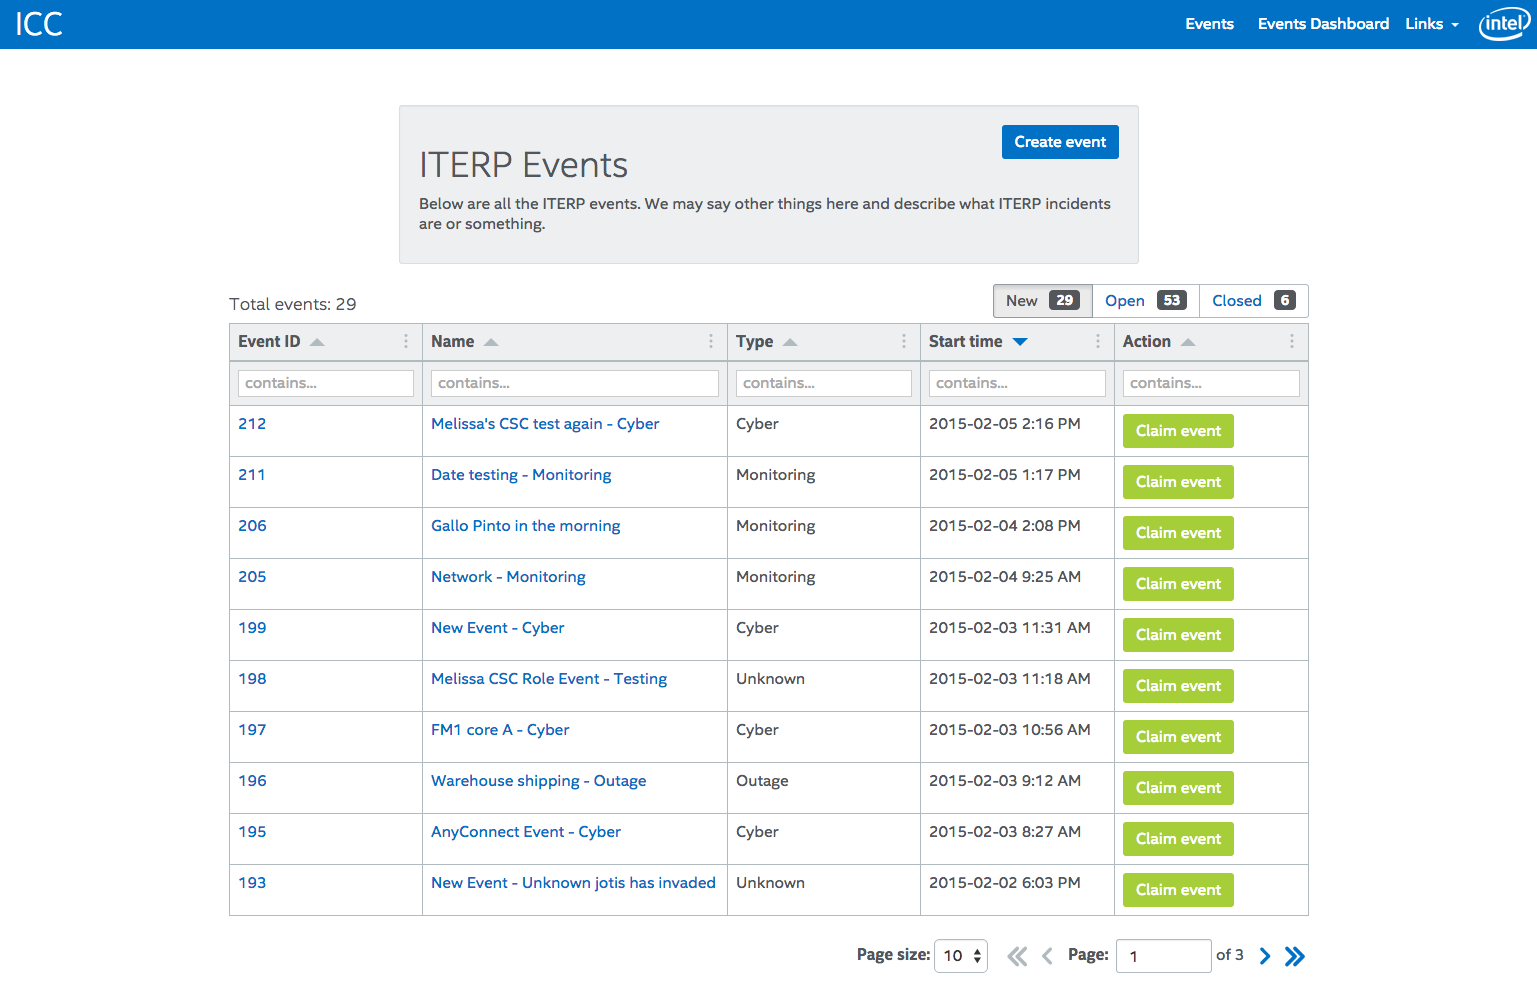 ICC Events Events Dashboard Links intel
Create event
ITERP Events
Below are all the ITERP events. We may say other things here and describe what ITERP incidents
are or something.
Total events: 29 New 29 Open 53 Closed 6
Event ID Name Type Start time Action
contains... contains... contains... contains... contains...
212 Melissa's CSC test again - Cyber Cyber 2015-02-05 2:16 PM Claim event
211 Date testing - Monitoring Monitoring 2015-02-05 1:17 PM Claim event
206 Gallo Pinto in the morning Monitoring 2015-02-04 2:08 PM Claim event
205 Network - Monitoring Monitoring 2015-02-04 9:25 AM Claim event
199 New Event - Cyber Cyber 2015-02-03 11:31 AM Claim event
198 Melissa CSC Role Event - Testing Unknown 2015-02-03 11:18 AM Claim event
197 FM1 core A - Cyber Cyber 2015-02-03 10:56 AM Claim event
196 Warehouse shipping - Outage Outage 2015-02-03 9:12 AM Claim event
195 AnyConnect Event - Cyber Cyber 2015-02-03 8:27 AM Claim event
193 New Event - Unknown jotis has invaded Unknown 2015-02-02 6:03 PM Claim event
Page size: 10 Page: 1 of 3